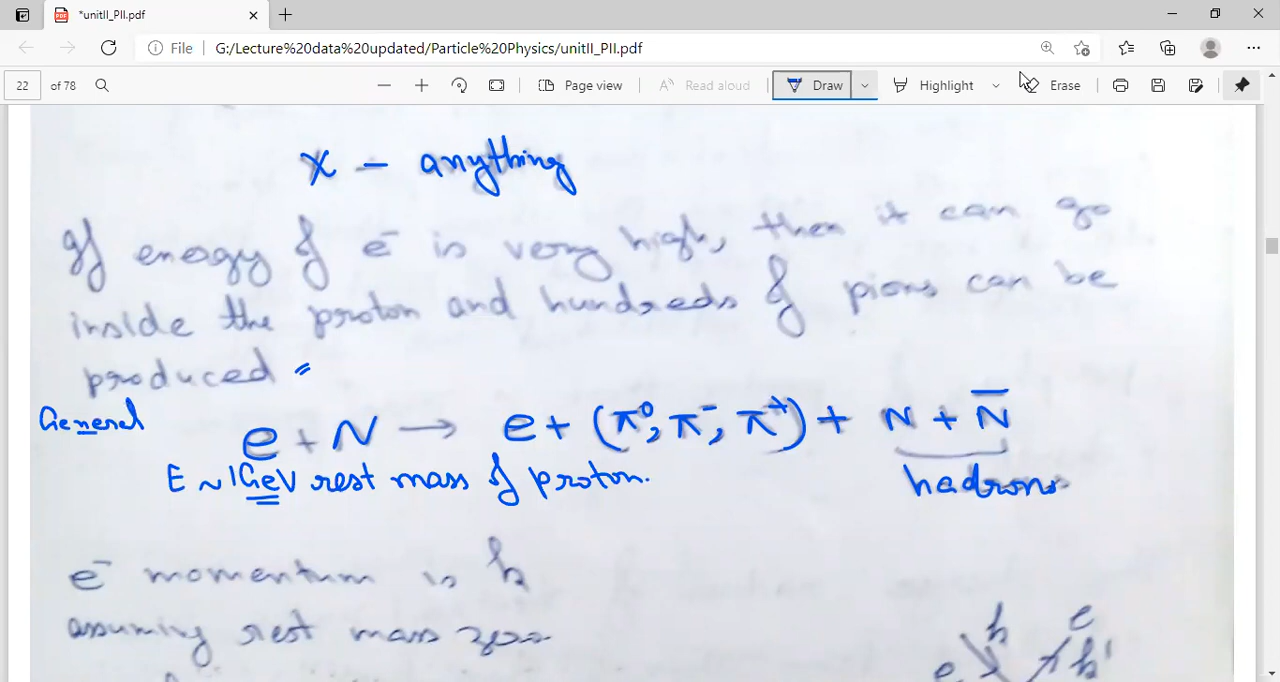 *unitII_PII.pdf
File G:/Lecture%20data%20updated/Particle%20Physics/unitII_PII.pdf
22 of 78 Page view Read aloud Draw Highlight Erase
X - anything
If energy of e⁻ is very high, then it can go
inside the proton and hundreds of pions can be
produced =
General e + N → e + (π⁰, π⁻, π⁺) + N + N̅
E ~ 1GeV rest mass of proton. hadrons
e⁻ momentum is k
assuming rest mass zero
k e
e k'